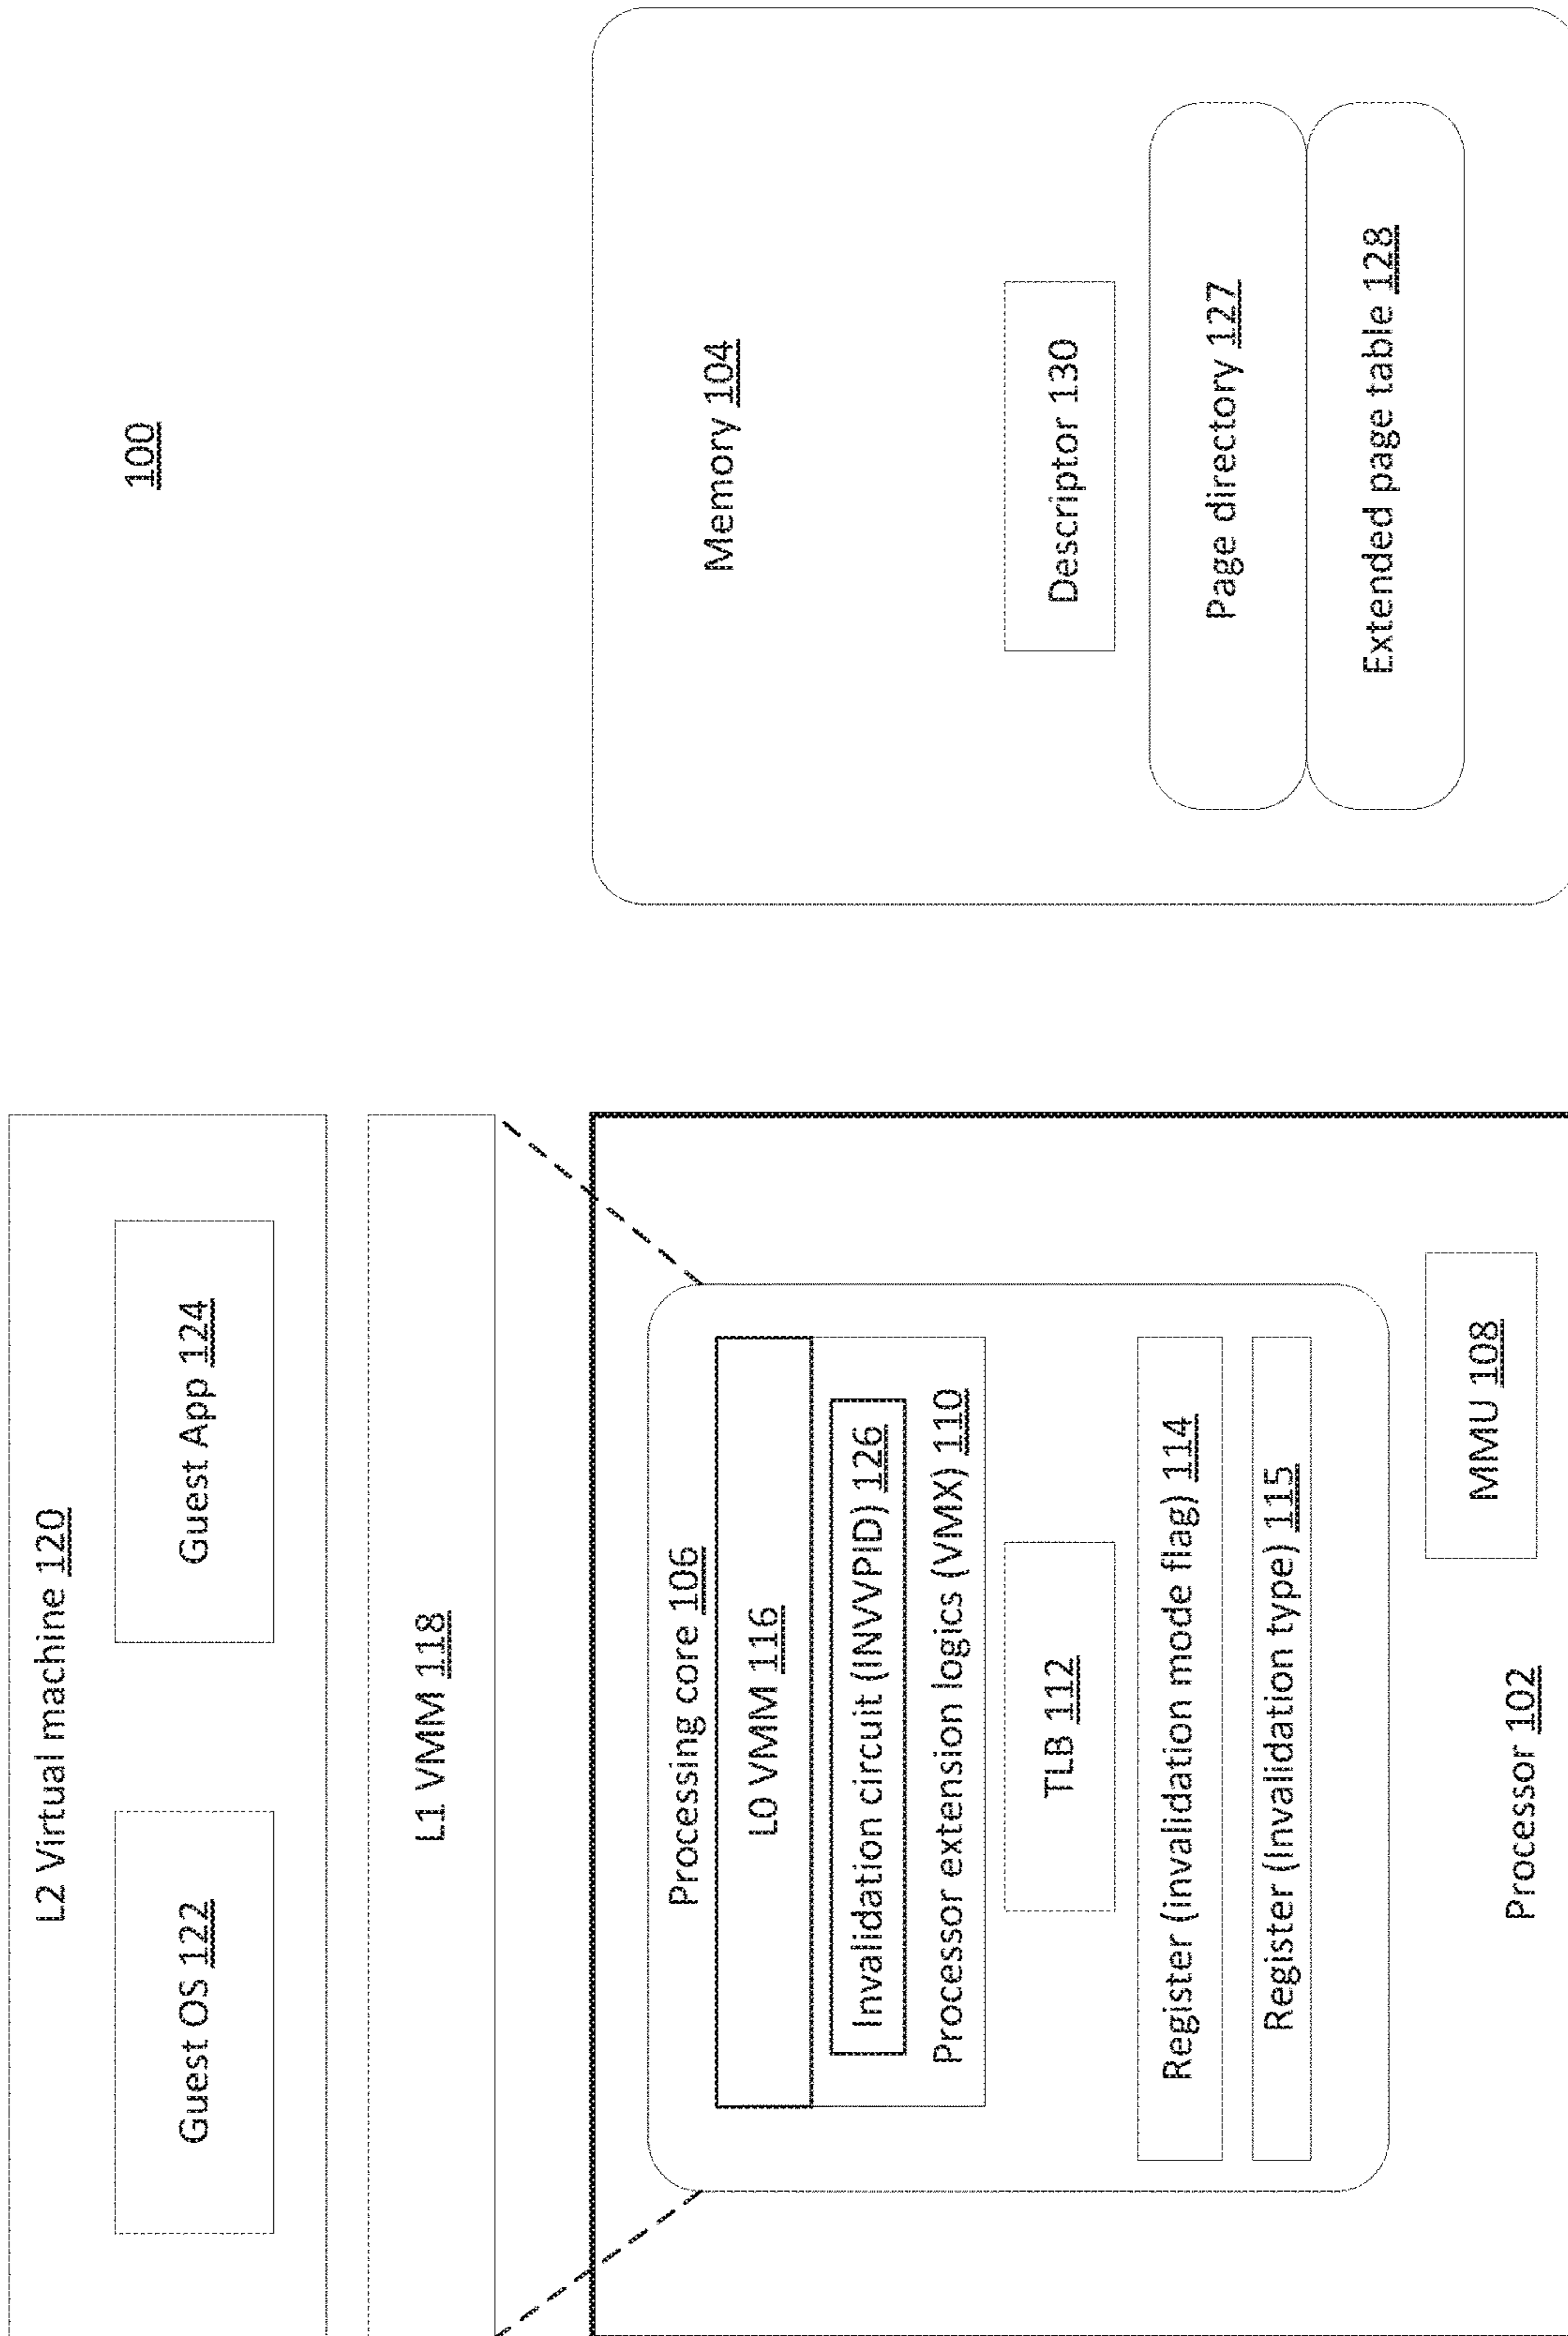 100
L2 Virtual machine 120
Guest OS 122
Guest App 124
L1 VMM 118
Processing core 106
L0 VMM 116
Invalidation circuit (INVVPID) 126
Processor extension logics (VMX) 110
TLB 112
Register (invalidation mode flag) 114
Register (Invalidation type) 115
MMU 108
Processor 102
Memory 104
Descriptor 130
Page directory 127
Extended page table 128